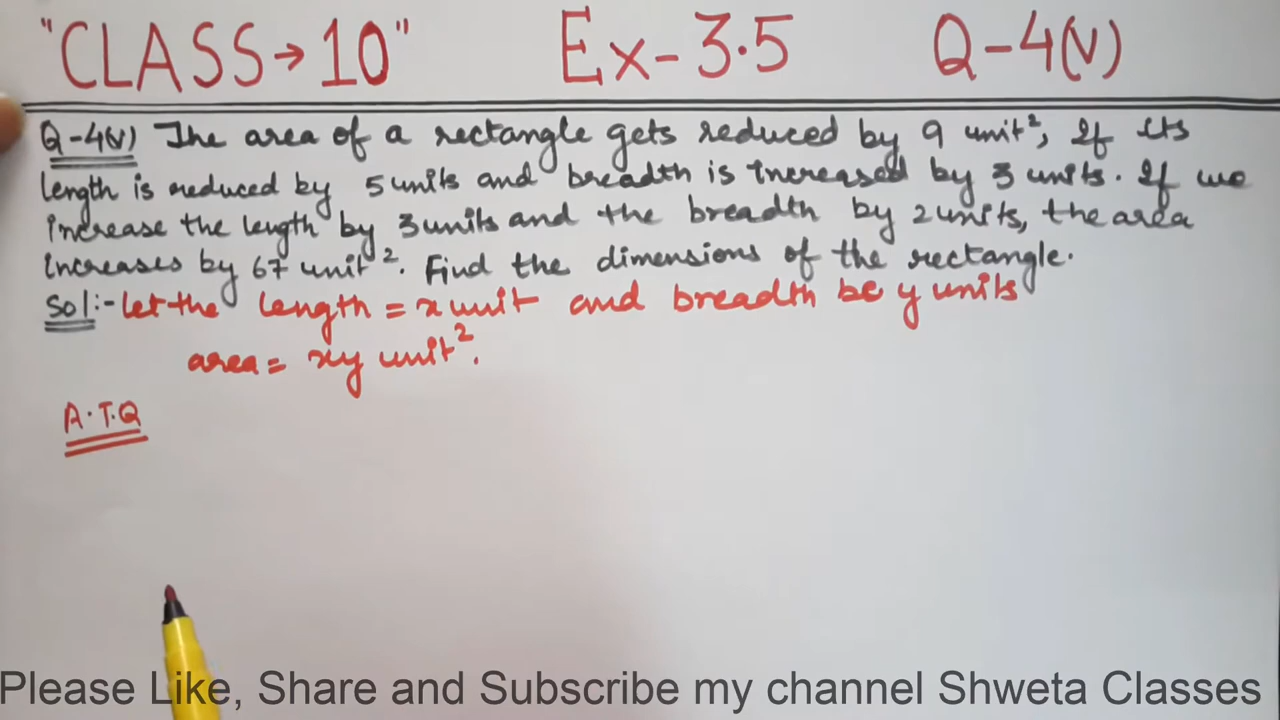 "CLASS→10" Ex-3.5 Q-4(v)
Q-4(v) The area of a rectangle gets reduced by 9 unit², If its
length is reduced by 5 units and breadth is increased by 3 units. If we
increase the length by 3 units and the breadth by 2 units, the area
increases by 67 unit². Find the dimensions of the rectangle.
Sol:- let the length = x unit and breadth be y units
area = xy unit².
A.T.Q
Please Like, Share and Subscribe my channel Shweta Classes